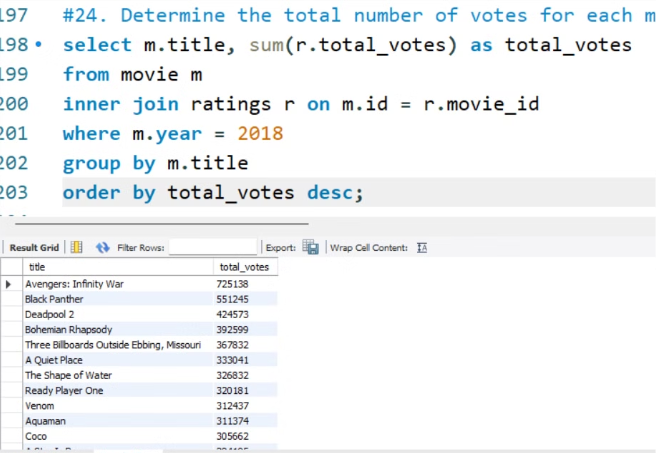 197 #24. Determine the total number of votes for each m
198 select m.title, sum(r.total_votes) as total_votes
199 from movie m
200 inner join ratings r on m.id = r.movie_id
201 where m.year = 2018
202 group by m.title
203 order by total_votes desc;
Result Grid Filter Rows: Export: Wrap Cell Content: IA
title total_votes
Avengers: Infinity War 725138
Black Panther 551245
Deadpool 2 424573
Bohemian Rhapsody 392599
Three Billboards Outside Ebbing, Missouri 367832
A Quiet Place 333041
The Shape of Water 326832
Ready Player One 320181
Venom 312437
Aquaman 311374
Coco 305662